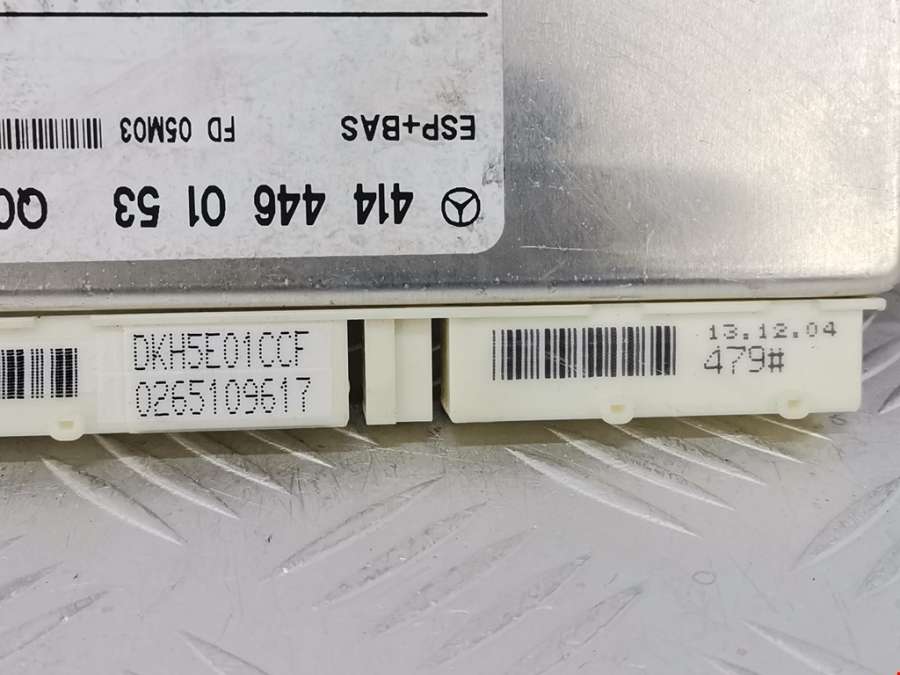 414 446 01 53
ESP+BAS FD 05M03
DKH5E01CCF
0265109617
13.12.04
479#